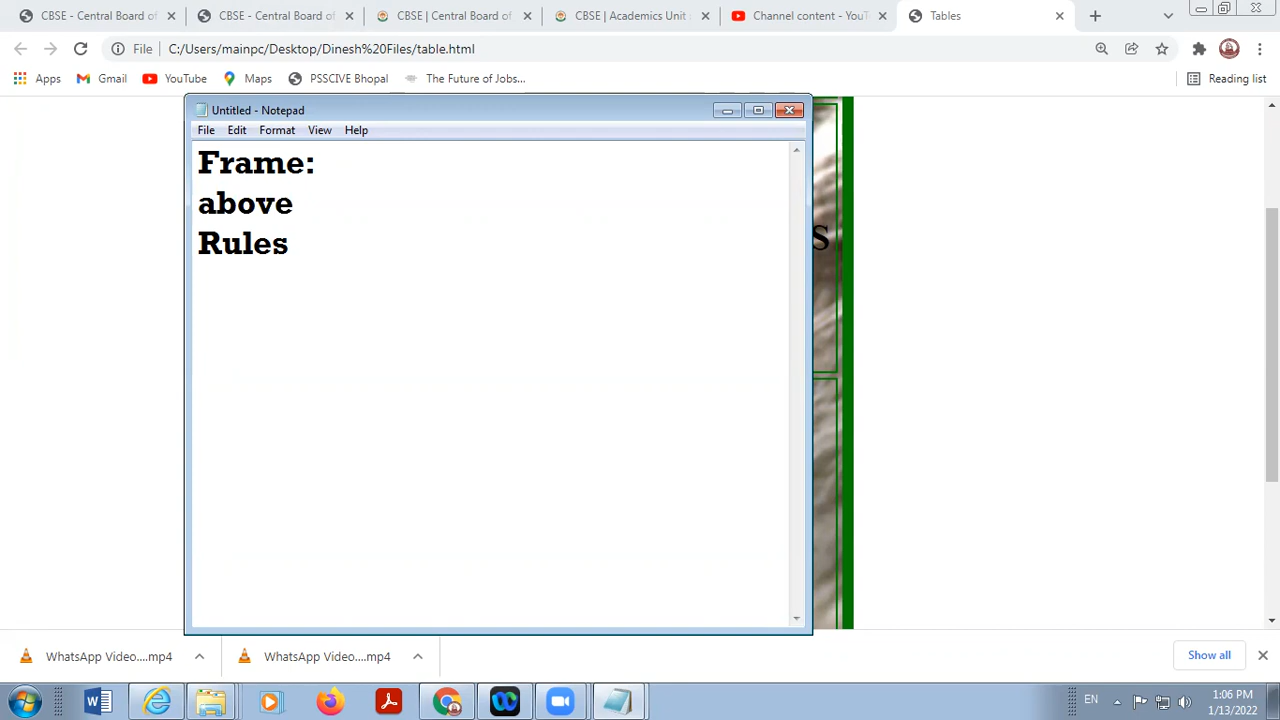 CBSE - Central Board of
CBSE - Central Board of
CBSE | Central Board of
CBSE | Academics Unit :
Channel content - YouT
Tables
File
C:/Users/mainpc/Desktop/Dinesh%20Files/table.html
Apps
Gmail
YouTube
Maps
PSSCIVE Bhopal
The Future of Jobs...
Reading list
Untitled - Notepad
File
Edit
Format
View
Help
Frame:
above
Rules
S
WhatsApp Video....mp4
WhatsApp Video....mp4
Show all
EN
1:06 PM
1/13/2022